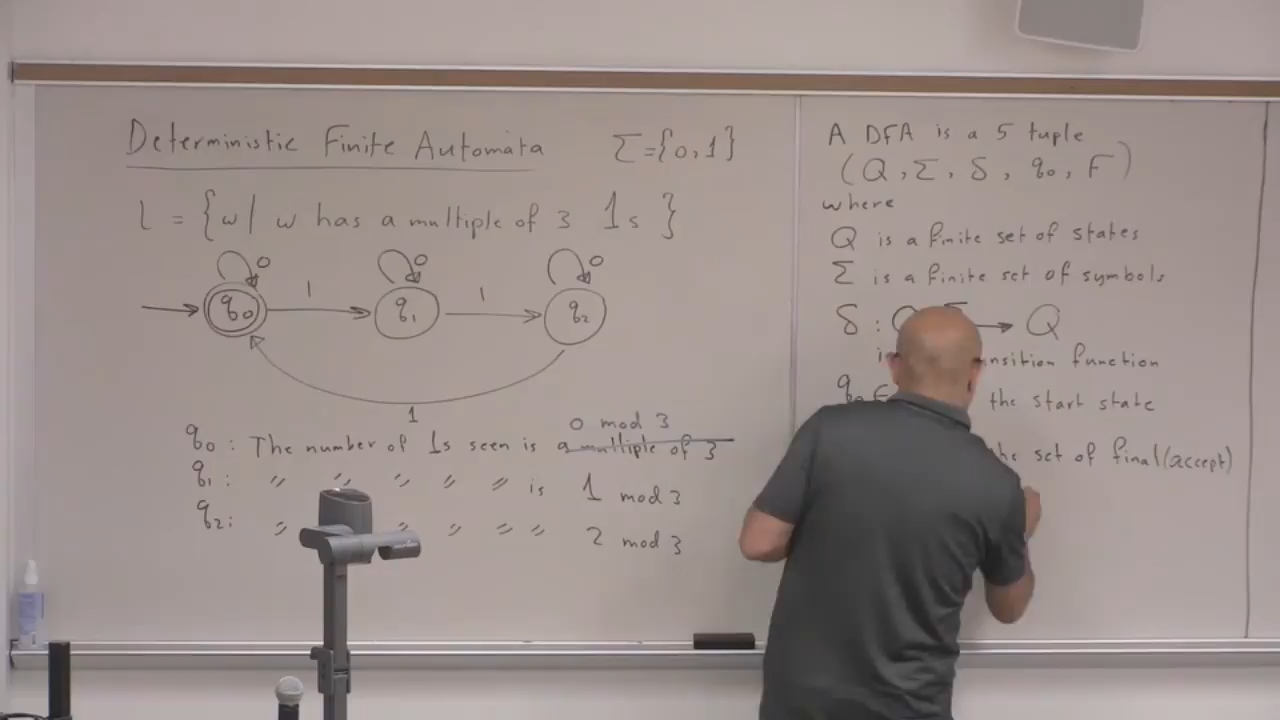 Deterministic Finite Automata Σ={0,1}
L = {w| w has a multiple of 3 1s }
0 0 0
q0 1 q1 1 q2
1
0 mod 3
q0: The number of 1s seen is a multiple of 3
q1: " " " " " is 1 mod 3
q2: " " " " " 2 mod 3
A DFA is a 5 tuple
(Q, Σ, δ, q0, F)
where
Q is a finite set of states
Σ is a finite set of symbols
δ : → Q
function
q0 the start state
set of final (accept)